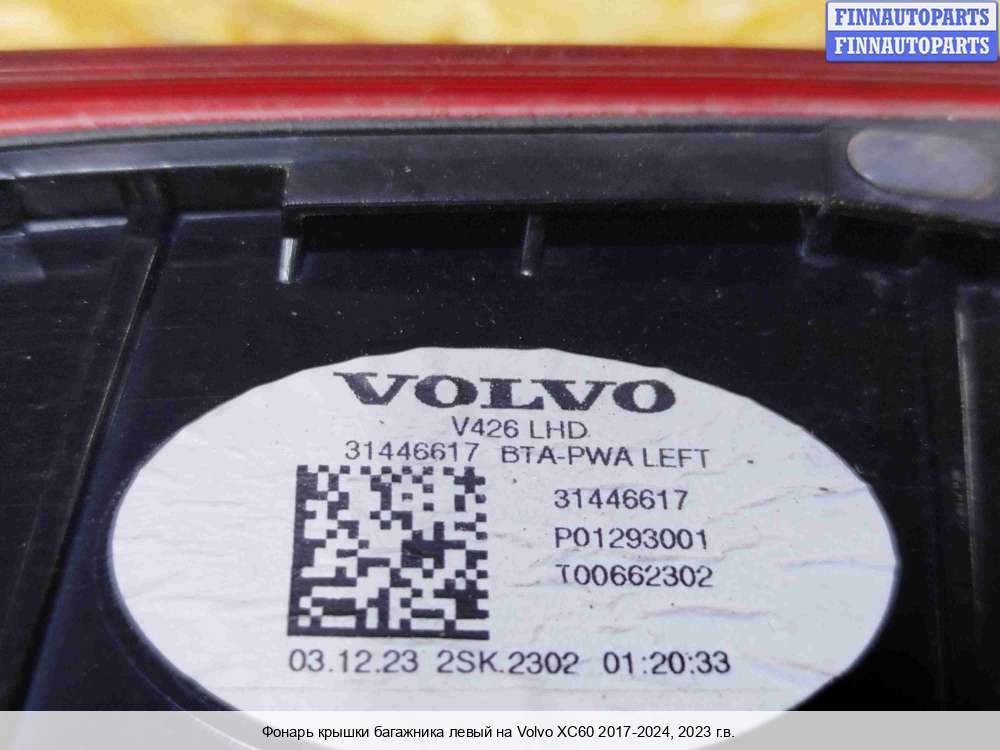 FINNAUTOPARTS
FINNAUTOPARTS
VOLVO
V426 LHD
31446617 BTA-PWA LEFT
31446617
P01293001
T00662302
03.12.23 2SK.2302 01:20:33
Фонарь крышки багажника левый на Volvo XC60 2017-2024, 2023 г.в.